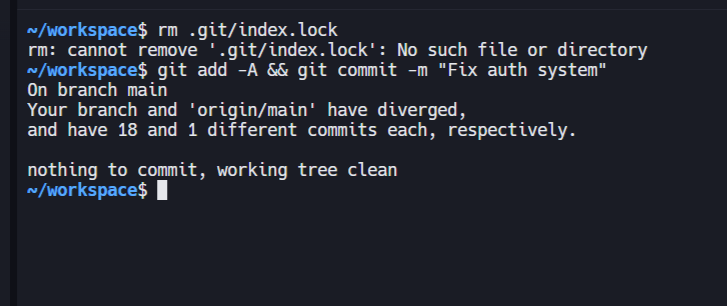 ~/workspace$ rm .git/index.lock
rm: cannot remove '.git/index.lock': No such file or directory
~/workspace$ git add -A && git commit -m "Fix auth system"
On branch main
Your branch and 'origin/main' have diverged,
and have 18 and 1 different commits each, respectively.
nothing to commit, working tree clean
~/workspace$